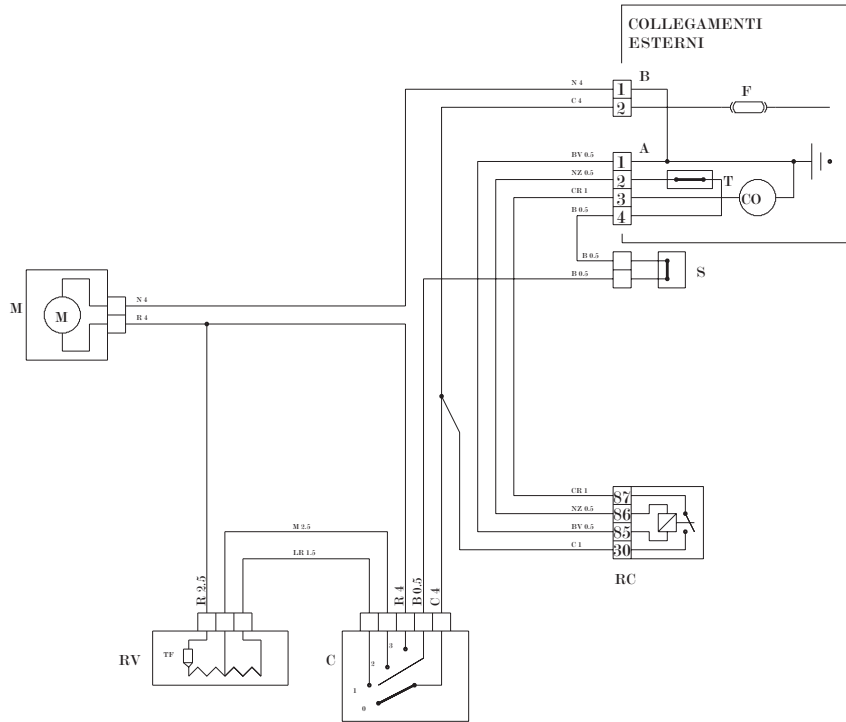 COLLEGAMENTI
ESTERNI
B
N 4
1
F
C 4
2
A
BV 0.5
1
NZ 0.5
2
T
CR 1
3
CO
B 0.5
4
B 0.5
S
B 0.5
M
M
N 4
R 4
CR 1
87
NZ 0.5
86
BV 0.5
85
C 1
30
RC
M 2.5
LR 1.5
R 2.5
R 4
B 0.5
C 4
RV
TF
C
3
2
1
0